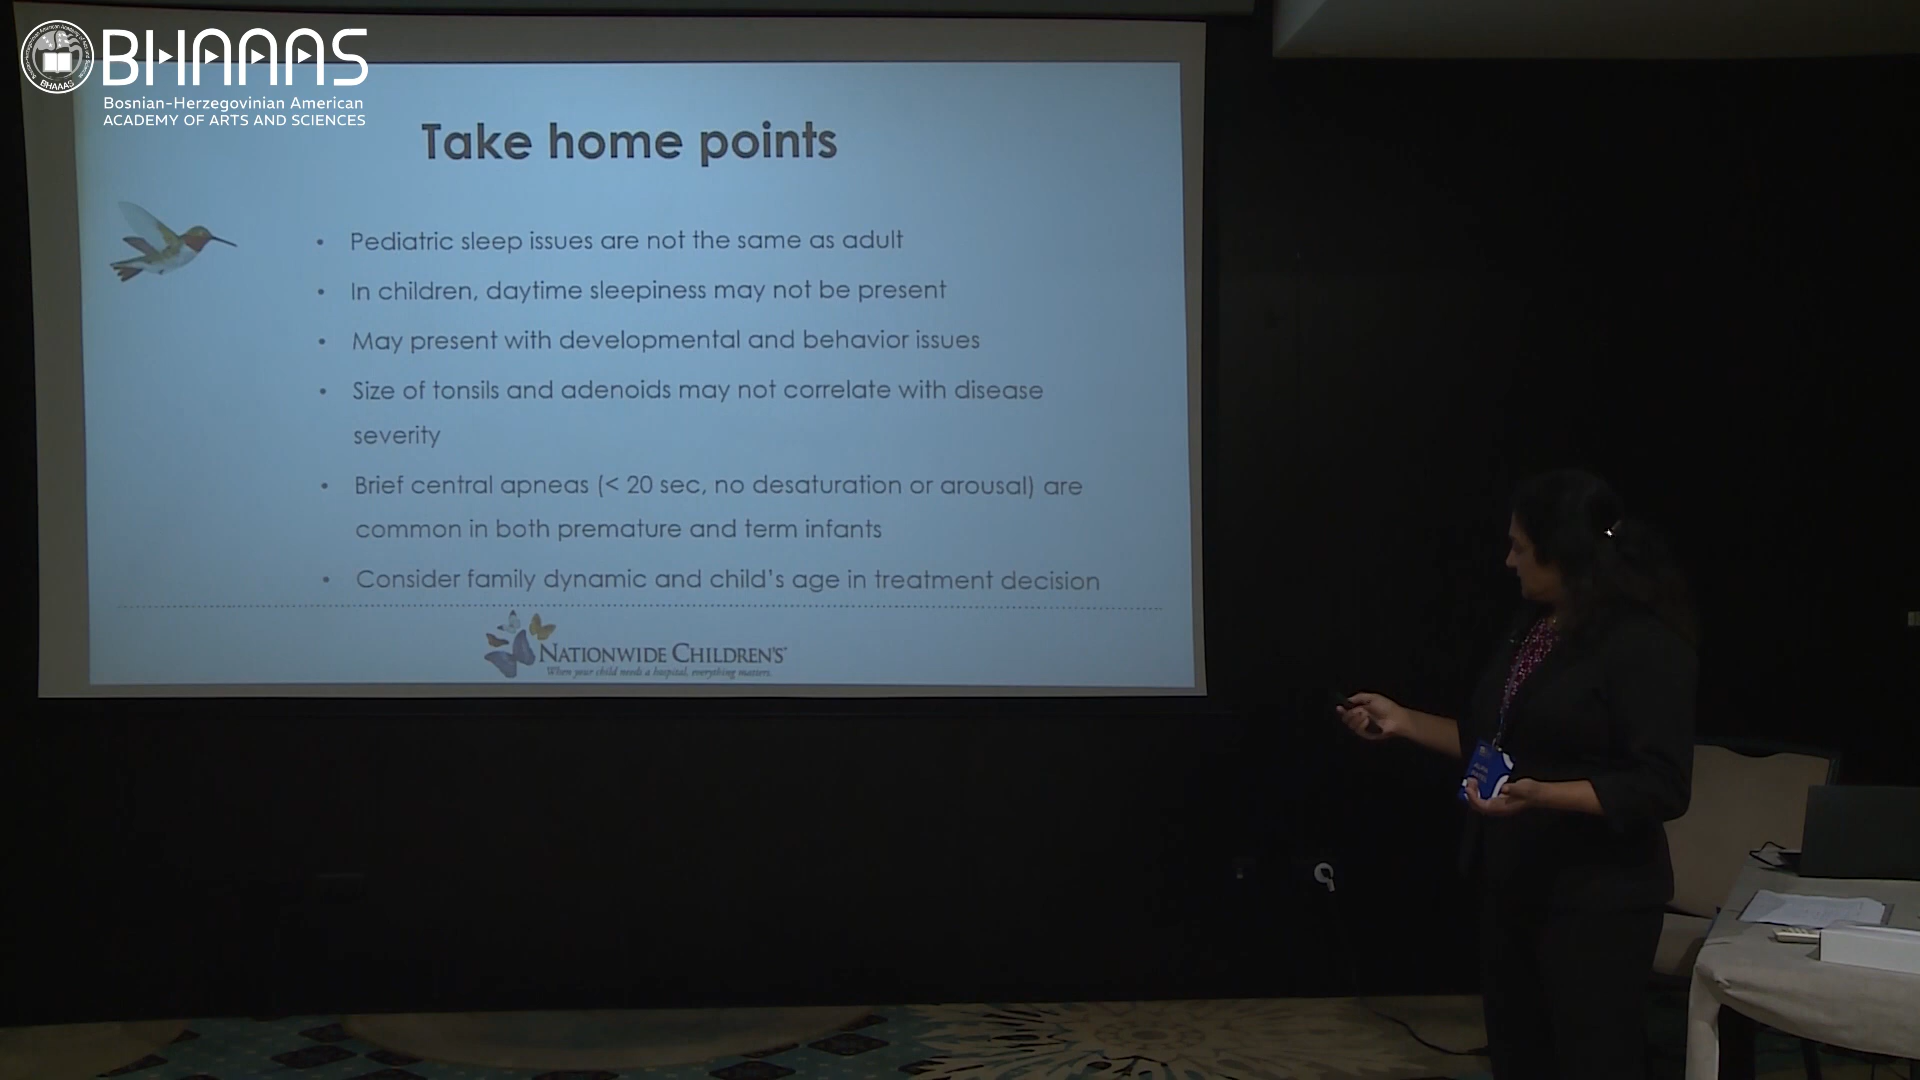 BHAAAS
Bosnian-Herzegovinian American
ACADEMY OF ARTS AND SCIENCES
BHAAAS
Take home points
• Pediatric sleep issues are not the same as adult
• In children, daytime sleepiness may not be present
• May present with developmental and behavior issues
• Size of tonsils and adenoids may not correlate with disease
severity
• Brief central apneas (< 20 sec, no desaturation or arousal) are
common in both premature and term infants
• Consider family dynamic and child's age in treatment decision
NATIONWIDE CHILDREN'S
When your child needs a hospital, everything matters.